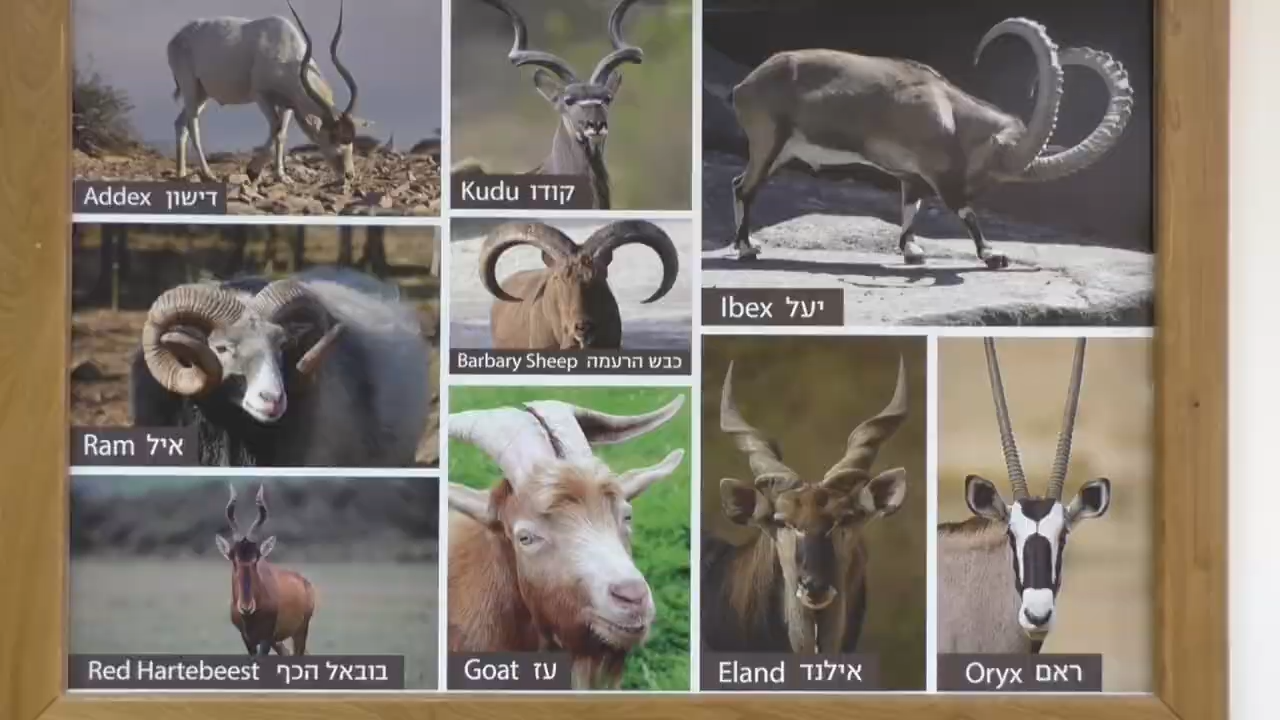 Addex דישון
Kudu קודו
Ibex יעל
Barbary Sheep כבש הרעמה
Ram איל
Red Hartebeest בובאל הכף
Goat עז
Eland אילנד
Oryx ראם